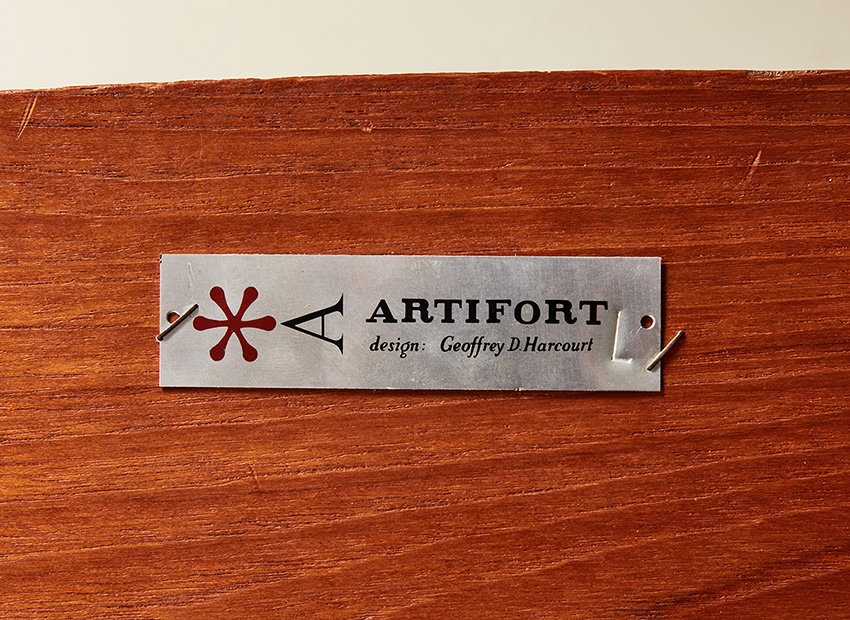 A ARTIFORT
design: Geoffrey D. Harcourt